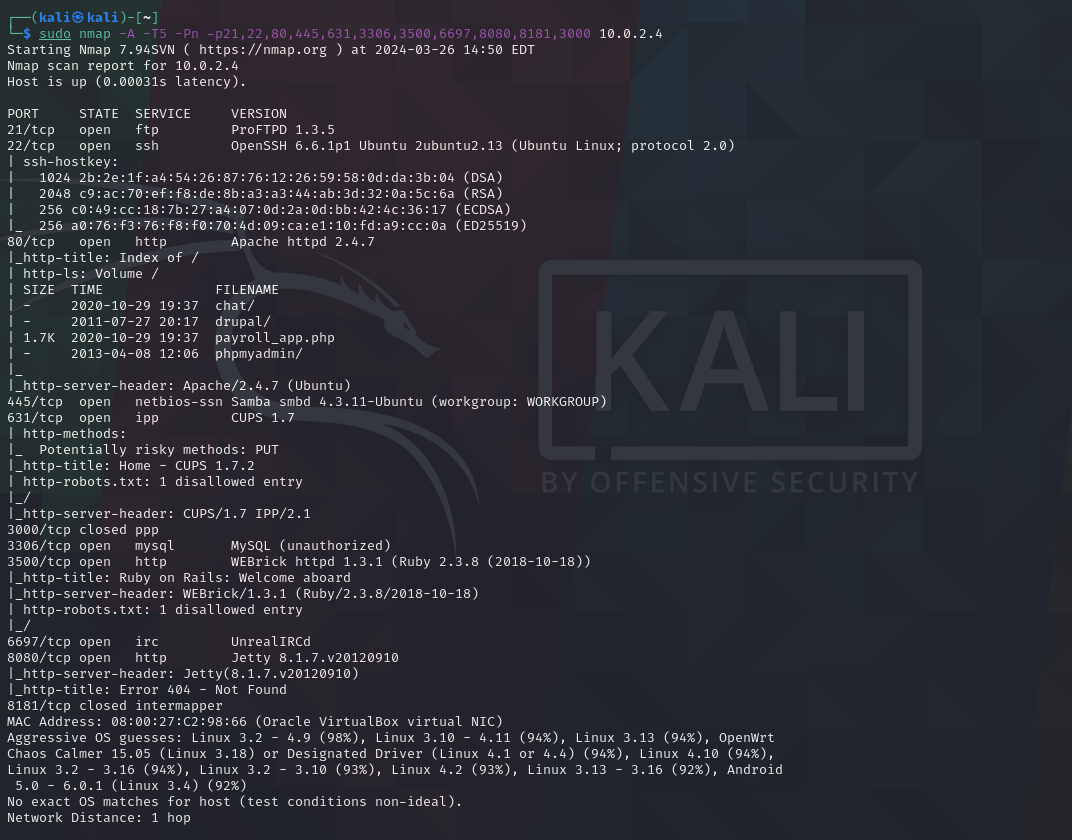 ┌──(kali㉿kali)-[~]
└─$ sudo nmap -A -T5 -Pn -p21,22,80,445,631,3306,3500,6697,8080,8181,3000 10.0.2.4
Starting Nmap 7.94SVN ( https://nmap.org ) at 2024-03-26 14:50 EDT
Nmap scan report for 10.0.2.4
Host is up (0.00031s latency).

PORT     STATE  SERVICE     VERSION
21/tcp   open   ftp         ProFTPD 1.3.5
22/tcp   open   ssh         OpenSSH 6.6.1p1 Ubuntu 2ubuntu2.13 (Ubuntu Linux; protocol 2.0)
| ssh-hostkey:
|   1024 2b:2e:1f:a4:54:26:87:76:12:26:59:58:0d:da:3b:04 (DSA)
|   2048 c9:ac:70:ef:f8:de:8b:a3:a3:44:ab:3d:32:0a:5c:6a (RSA)
|   256 c0:49:cc:18:7b:27:a4:07:0d:2a:0d:bb:42:4c:36:17 (ECDSA)
|_  256 a0:76:f3:76:f8:f0:70:4d:09:ca:e1:10:fd:a9:cc:0a (ED25519)
80/tcp   open   http        Apache httpd 2.4.7
|_http-title: Index of /
| http-ls: Volume /
| SIZE  TIME              FILENAME
| -     2020-10-29 19:37  chat/
| -     2011-07-27 20:17  drupal/
| 1.7K  2020-10-29 19:37  payroll_app.php
| -     2013-04-08 12:06  phpmyadmin/
|_
|_http-server-header: Apache/2.4.7 (Ubuntu)
445/tcp  open   netbios-ssn Samba smbd 4.3.11-Ubuntu (workgroup: WORKGROUP)
631/tcp  open   ipp         CUPS 1.7
| http-methods:
|_  Potentially risky methods: PUT
|_http-title: Home - CUPS 1.7.2
| http-robots.txt: 1 disallowed entry
|_/
|_http-server-header: CUPS/1.7 IPP/2.1
3000/tcp closed ppp
3306/tcp open   mysql       MySQL (unauthorized)
3500/tcp open   http        WEBrick httpd 1.3.1 (Ruby 2.3.8 (2018-10-18))
|_http-title: Ruby on Rails: Welcome aboard
|_http-server-header: WEBrick/1.3.1 (Ruby/2.3.8/2018-10-18)
| http-robots.txt: 1 disallowed entry
|_/
6697/tcp open   irc         UnrealIRCd
8080/tcp open   http        Jetty 8.1.7.v20120910
|_http-server-header: Jetty(8.1.7.v20120910)
|_http-title: Error 404 - Not Found
8181/tcp closed intermapper
MAC Address: 08:00:27:C2:98:66 (Oracle VirtualBox virtual NIC)
Aggressive OS guesses: Linux 3.2 - 4.9 (98%), Linux 3.10 - 4.11 (94%), Linux 3.13 (94%), OpenWrt
Chaos Calmer 15.05 (Linux 3.18) or Designated Driver (Linux 4.1 or 4.4) (94%), Linux 4.10 (94%),
Linux 3.2 - 3.16 (94%), Linux 3.2 - 3.10 (93%), Linux 4.2 (93%), Linux 3.13 - 3.16 (92%), Android
 5.0 - 6.0.1 (Linux 3.4) (92%)
No exact OS matches for host (test conditions non-ideal).
Network Distance: 1 hop
KALI
BY OFFENSIVE SECURITY